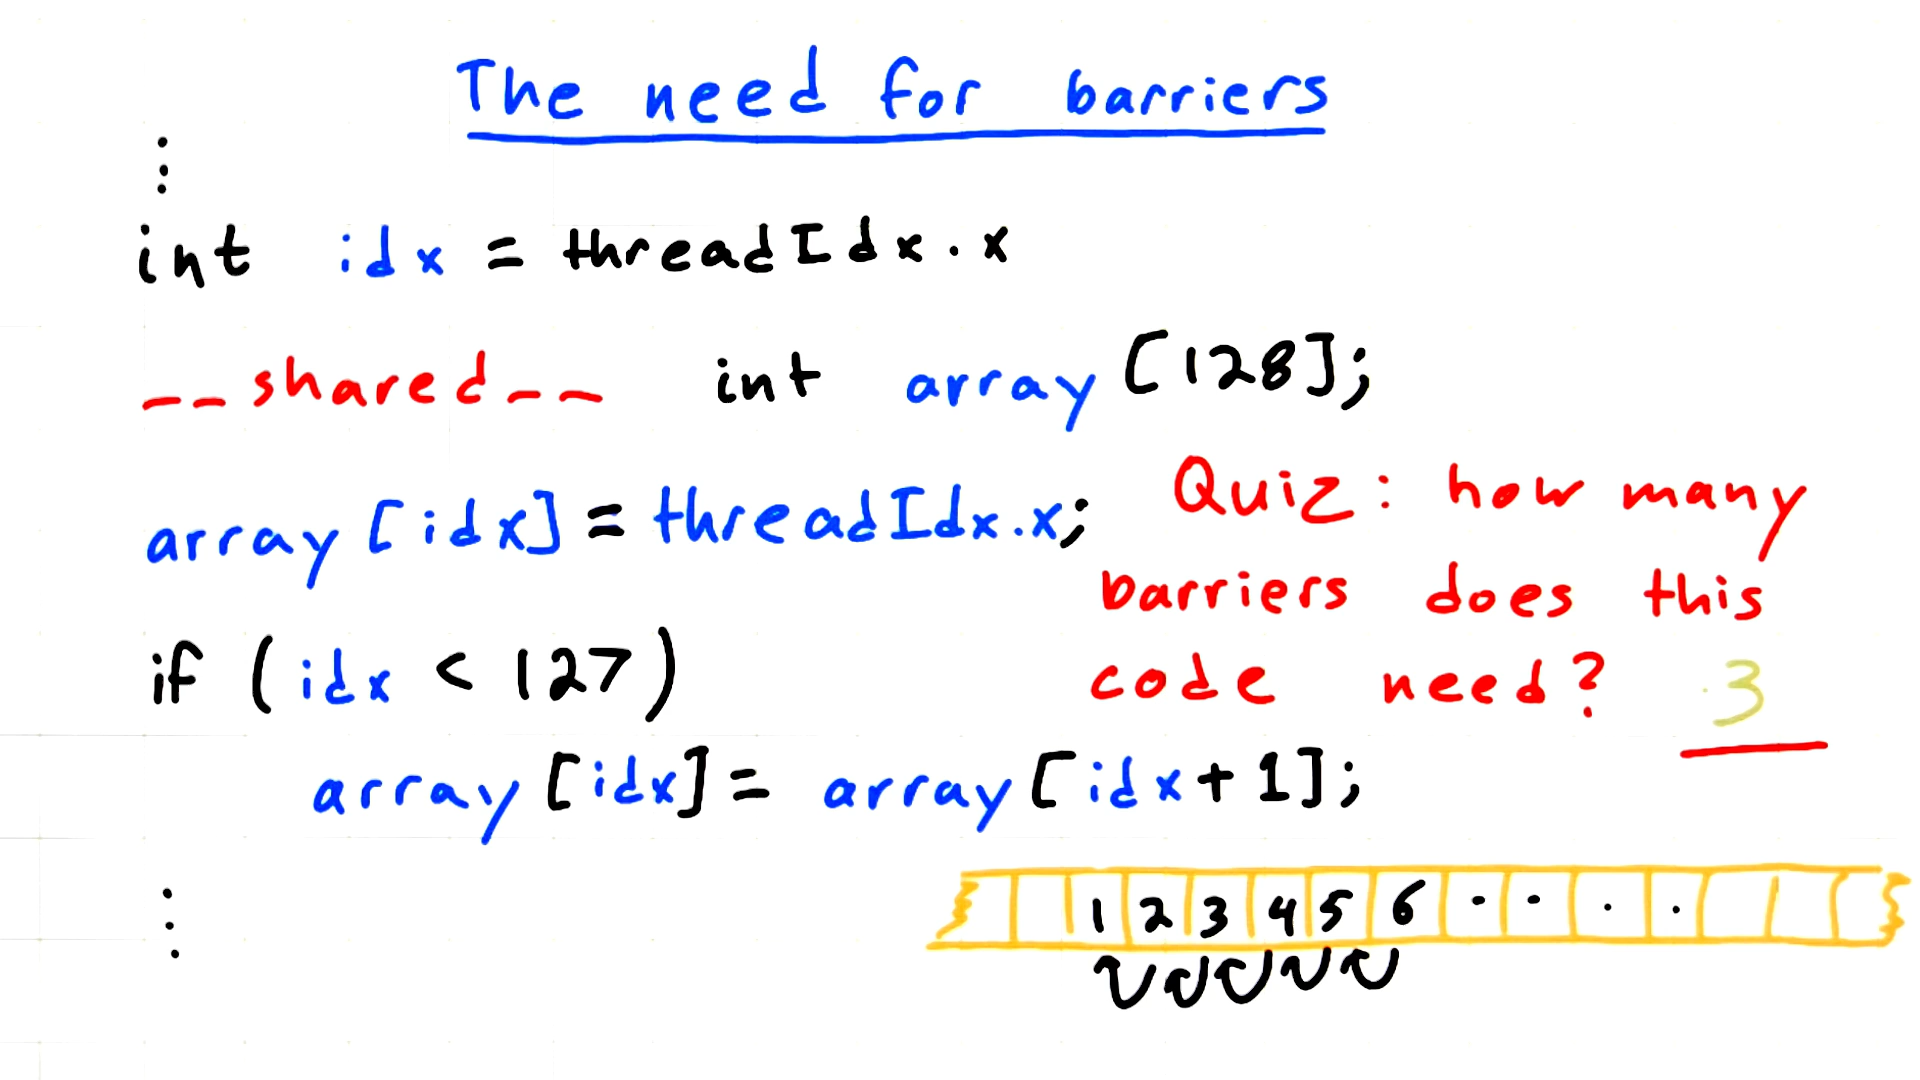 The need for barriers
⋮
int idx = threadIdx.x
__shared__ int array[128];
array[idx] = threadIdx.x;
if (idx < 127)
array[idx] = array[idx+1];
⋮
Quiz: how many
barriers does this
code need? 3
1 2 3 4 5 6 · · · ·